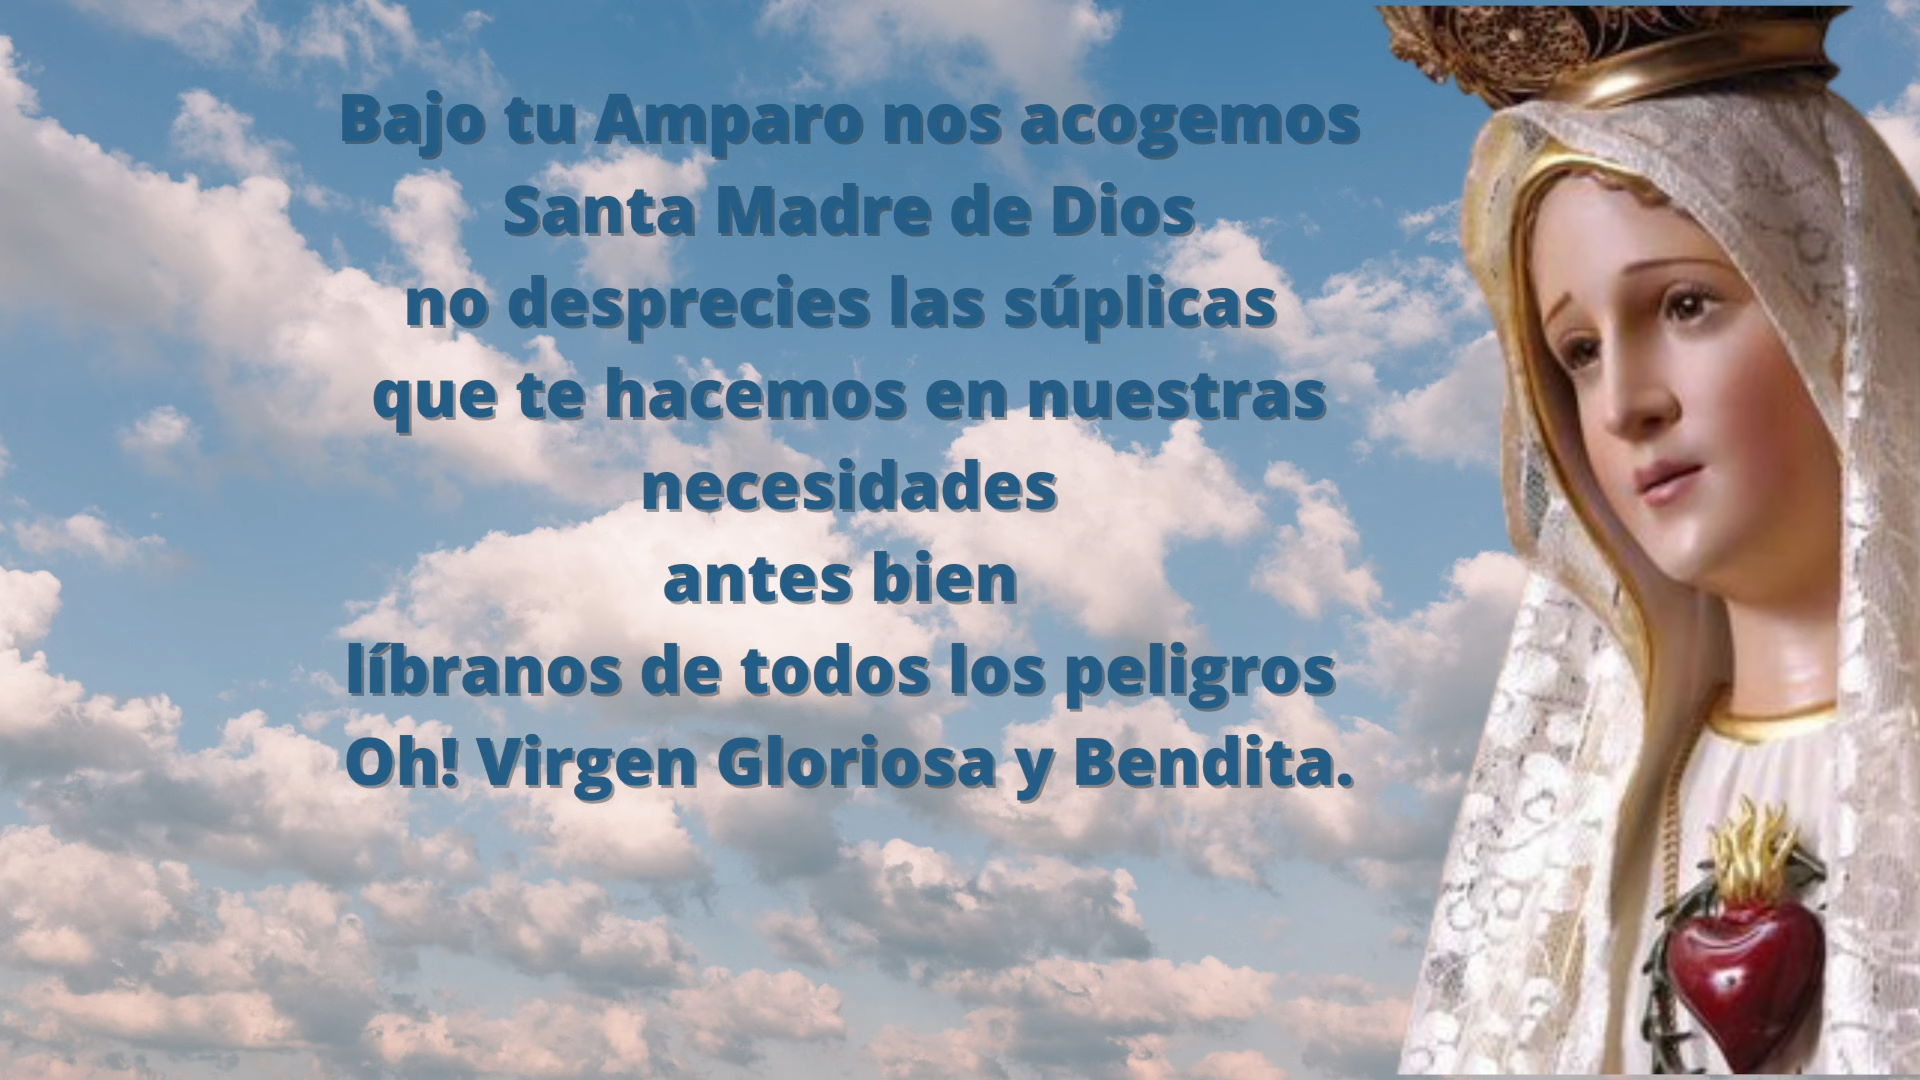 Bajo tu Amparo nos acogemos
Santa Madre de Dios
no desprecies las súplicas
que te hacemos en nuestras
necesidades
antes bien
líbranos de todos los peligros
Oh! Virgen Gloriosa y Bendita.